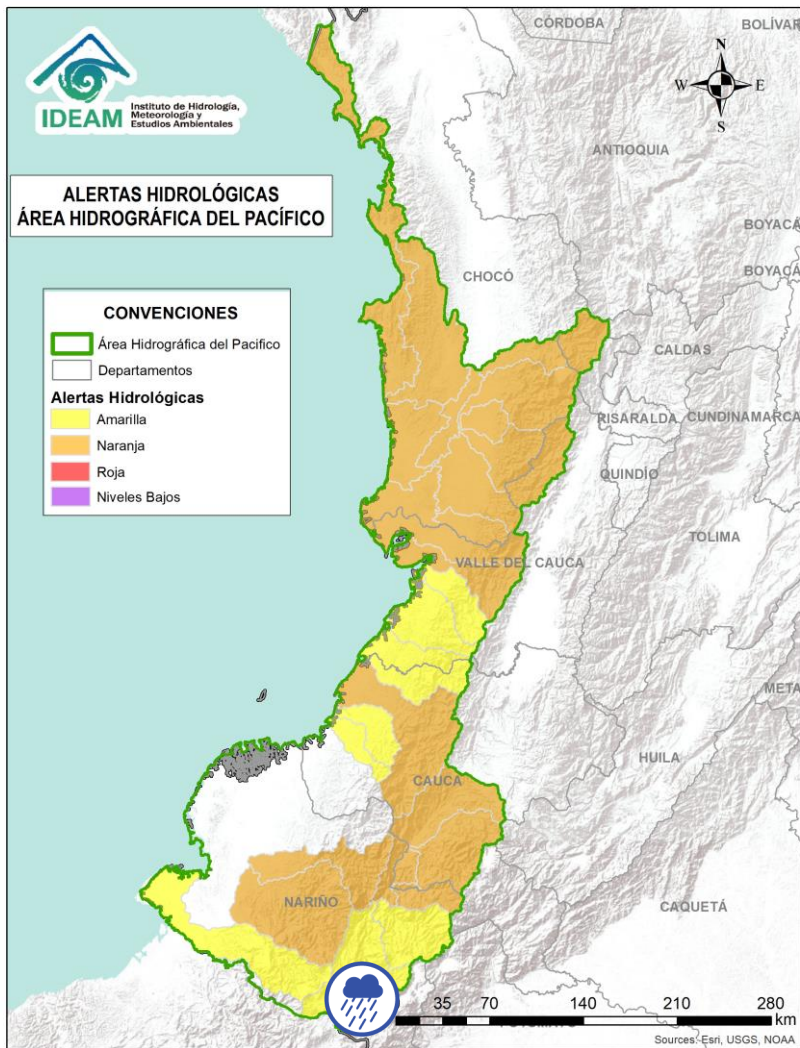 IDEAM
Instituto de Hidrología,
Meteorología y
Estudios Ambientales
ALERTAS HIDROLÓGICAS
ÁREA HIDROGRÁFICA DEL PACÍFICO
CONVENCIONES
Área Hidrográfica del Pacifico
Departamentos
Alertas Hidrológicas
Amarilla
Naranja
Roja
Niveles Bajos
N
W
E
S
CÓRDOBA
BOLÍVAR
ANTIOQUIA
BOYACÁ
CHOCÓ
BOYACÁ
CALDAS
RISARALDA
CUNDINAMARCA
QUINDÍO
TOLIMA
VALLE DEL CAUCA
META
HUILA
CAUCA
NARIÑO
CAQUETÁ
35 70 140 210 280
km
Sources: Esri, USGS, NOAA